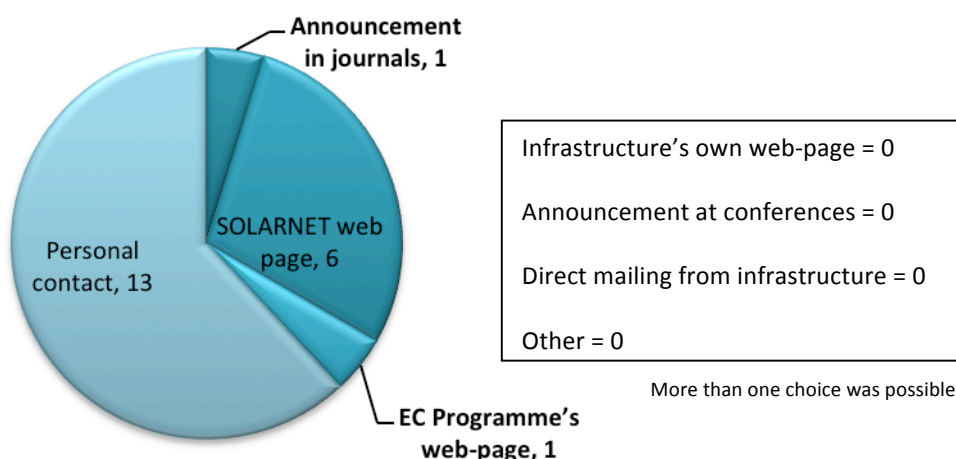 Announcement
in journals, 1
SOLARNET web
page, 6
Personal
contact, 13
EC Programme's
web-page, 1
Infrastructure’s own web-page = 0
Announcement at conferences = 0
Direct mailing from infrastructure = 0
Other = 0
More than one choice was possible